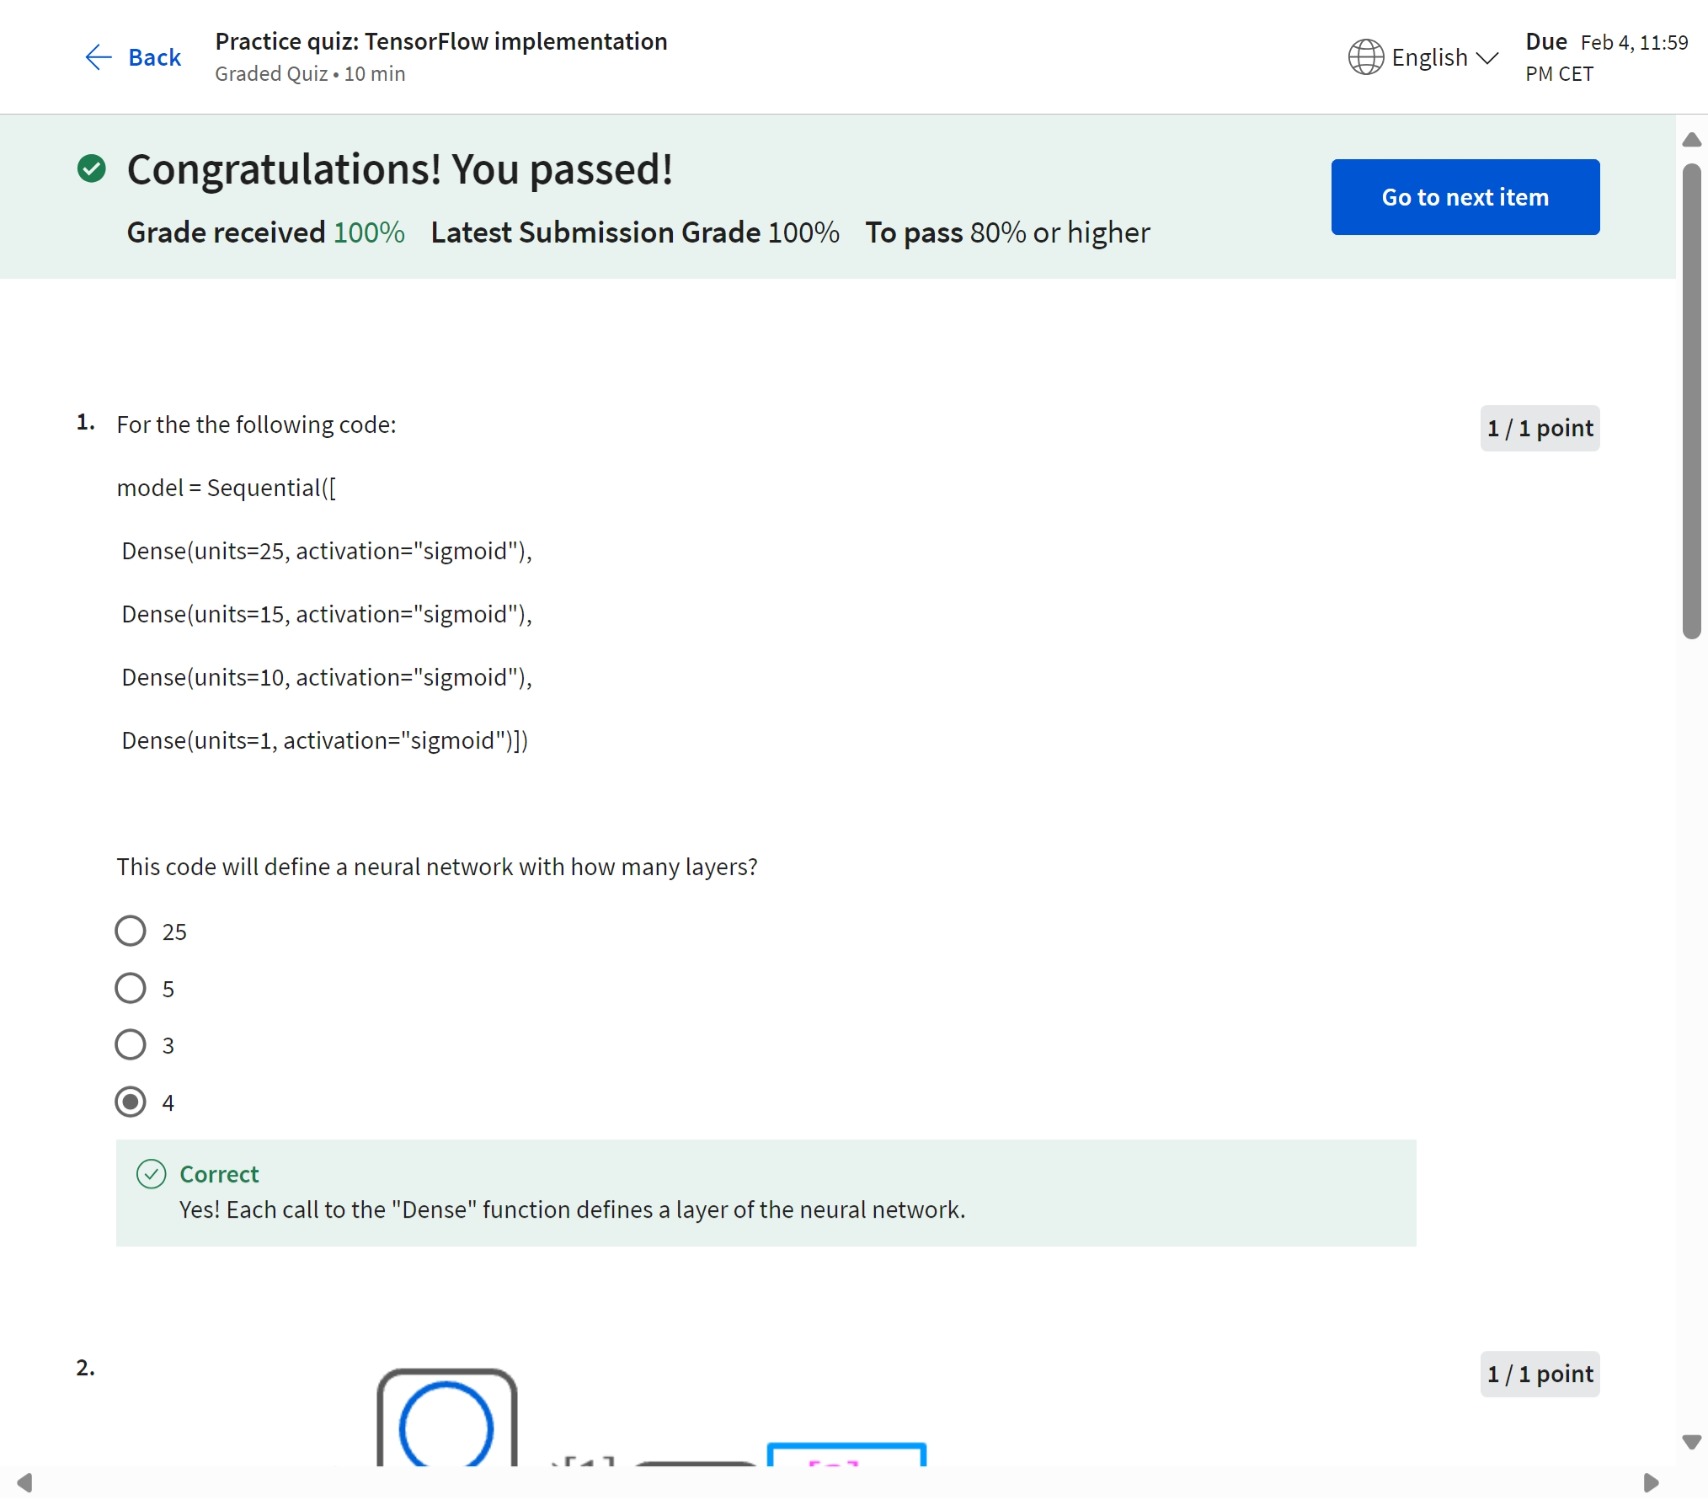 Back
Practice quiz: TensorFlow implementation
Graded Quiz • 10 min
English
Due Feb 4, 11:59
PM CET
Congratulations! You passed!
Grade received 100% Latest Submission Grade 100% To pass 80% or higher
Go to next item
1. For the the following code:
1 / 1 point
model = Sequential([
Dense(units=25, activation="sigmoid"),
Dense(units=15, activation="sigmoid"),
Dense(units=10, activation="sigmoid"),
Dense(units=1, activation="sigmoid")])
This code will define a neural network with how many layers?
25
5
3
4
Correct
Yes! Each call to the "Dense" function defines a layer of the neural network.
2.
1 / 1 point